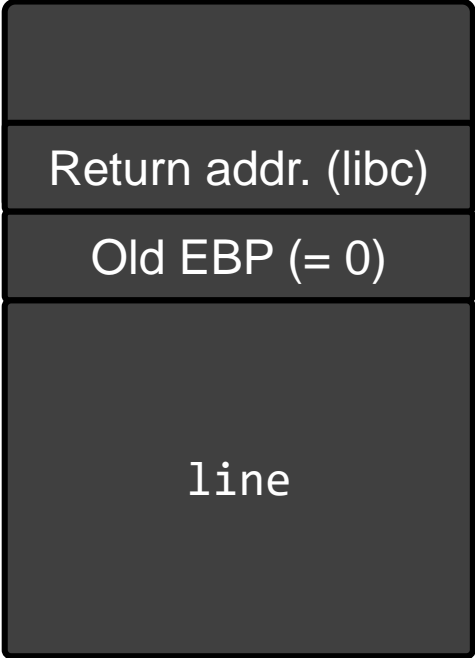 Return addr. (libc)
Old EBP (= 0)
line